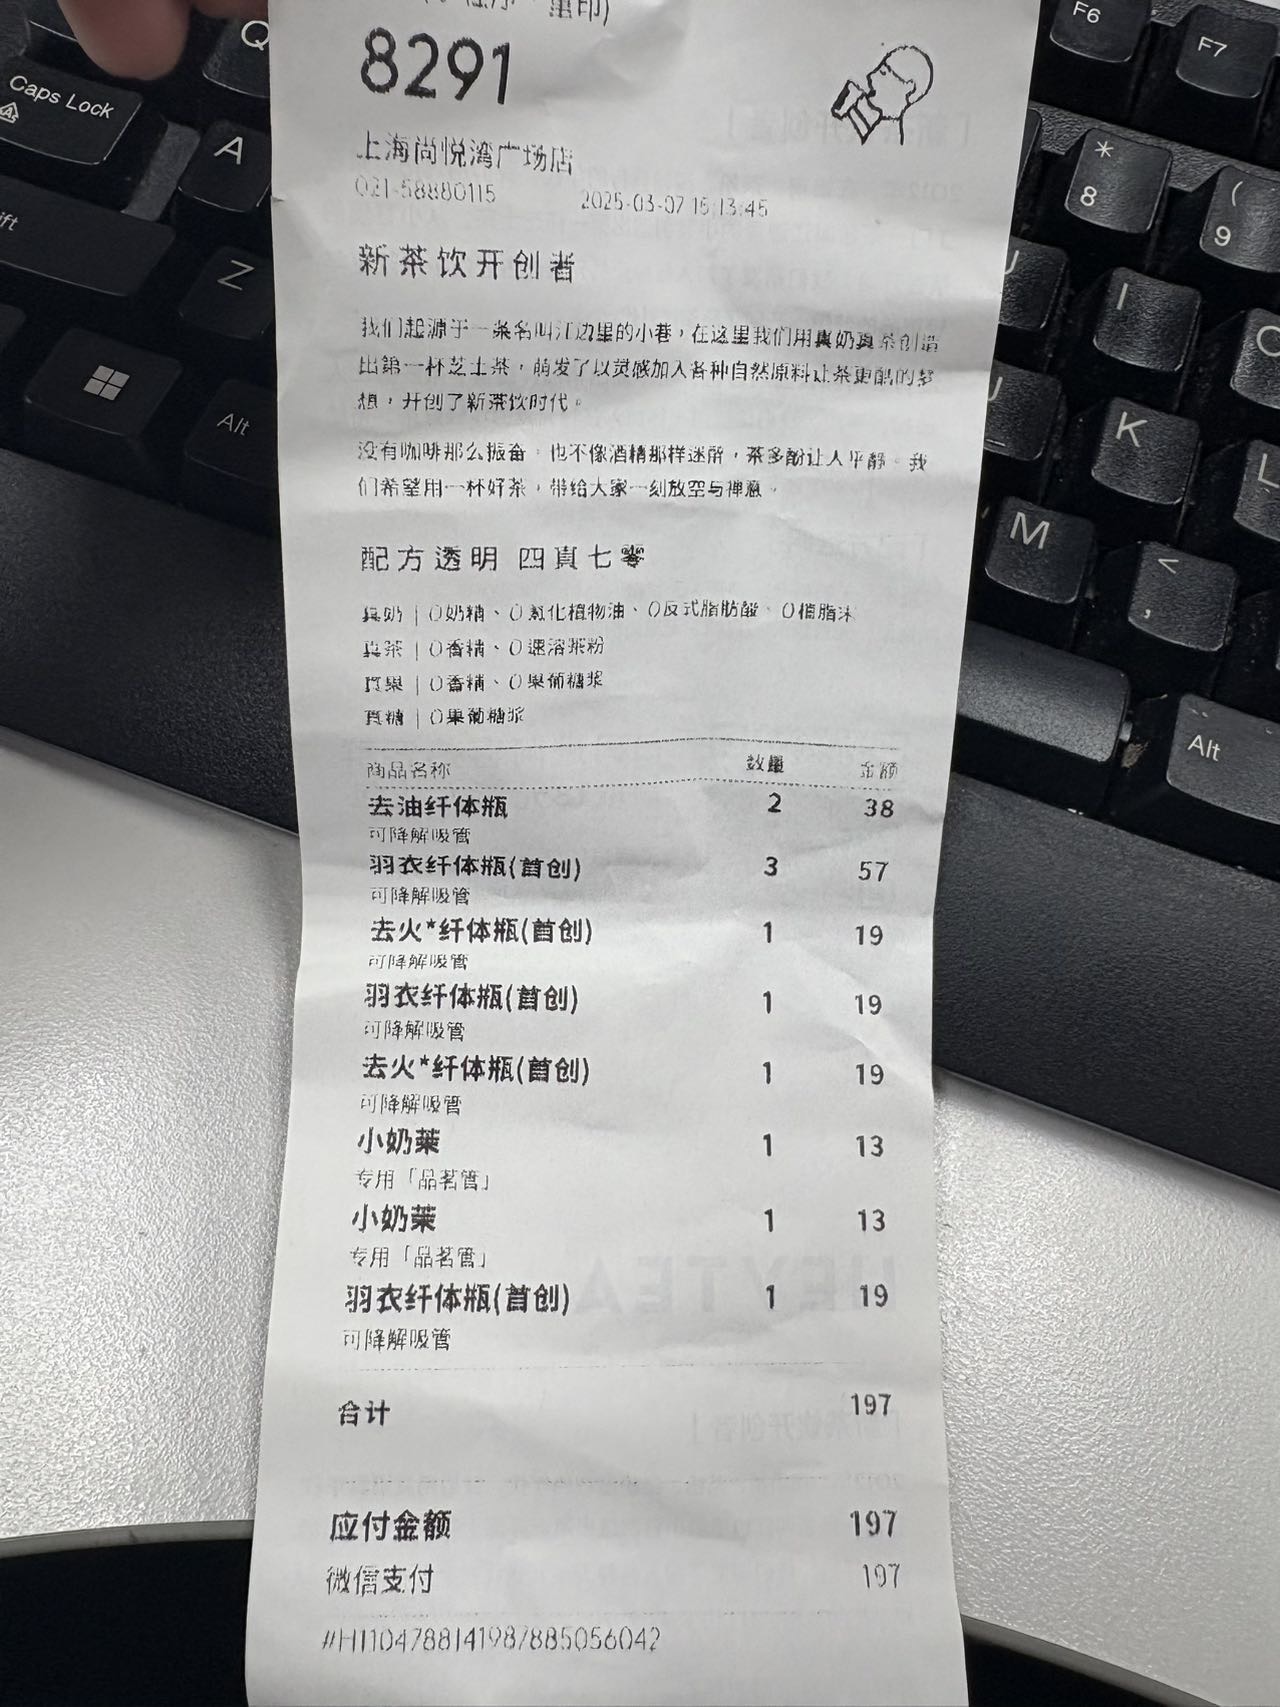 重印)
8291
上海尚悦湾广场店
021-58880115 2025-03-07 15:13:45
新茶饮开创者
我们起源于一条名叫江边里的小巷，在这里我们用真奶真茶创造
出第一杯芝士茶，萌发了以灵感加入各种自然原料让茶更酷的梦
想，开创了新茶饮时代。
没有咖啡那么振奋，也不像酒精那样迷醉，茶多酚让人平静。我
们希望用一杯好茶，带给大家一刻放空与禅意。
配方透明 四真七零
真奶 | 0奶精、0氢化植物油、0反式脂肪酸、0植脂末
真茶 | 0香精、0速溶茶粉
真果 | 0香精、0果葡糖浆
真糖 | 0果葡糖浆
商品名称 数量 金额
去油纤体瓶 2 38
可降解吸管
羽衣纤体瓶(首创) 3 57
可降解吸管
去火*纤体瓶(首创) 1 19
可降解吸管
羽衣纤体瓶(首创) 1 19
可降解吸管
去火*纤体瓶(首创) 1 19
可降解吸管
小奶茉 1 13
专用「品茗管」
小奶茉 1 13
专用「品茗管」
羽衣纤体瓶(首创) 1 19
可降解吸管
合计 197
应付金额 197
微信支付 197
#H1104788141987885056042
Q
Caps Lock
A
ift
Z
Alt
F6
F7
*
8
(
9
J
I
J
K
L
M
<
,
Alt